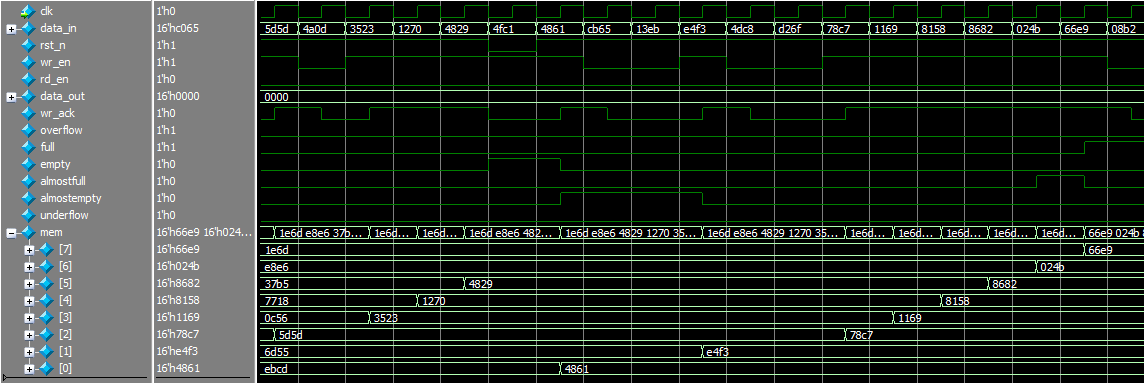 clk 1'h0
data_in 16'hc065 5d5d 4a0d 3523 1270 4829 4fc1 4861 cb65 13eb e4f3 4dc8 d26f 78c7 1169 8158 8682 024b 66e9 08b2
rst_n 1'h1
wr_en 1'h1
rd_en 1'h0
data_out 16'h0000 0000
wr_ack 1'h0
overflow 1'h1
full 1'h1
empty 1'h0
almostfull 1'h0
almostempty 1'h0
underflow 1'h0
mem 16'h66e9 16'h024... 1e6d e8e6 37b... 1e6d... 1e6d... 1e6d e8e6 482... 1e6d e8e6 4829 1270 35... 1e6d e8e6 4829 1270 35... 1e6d... 1e6d... 1e6d... 1e6d... 1e6d... 66e9 024b 8
[7] 16'h66e9 1e6d 66e9
[6] 16'h024b e8e6 024b
[5] 16'h8682 37b5 4829 8682
[4] 16'h8158 7718 1270 8158
[3] 16'h1169 0c56 3523 1169
[2] 16'h78c7 5d5d 78c7
[1] 16'he4f3 6d55 e4f3
[0] 16'h4861 ebcd 4861